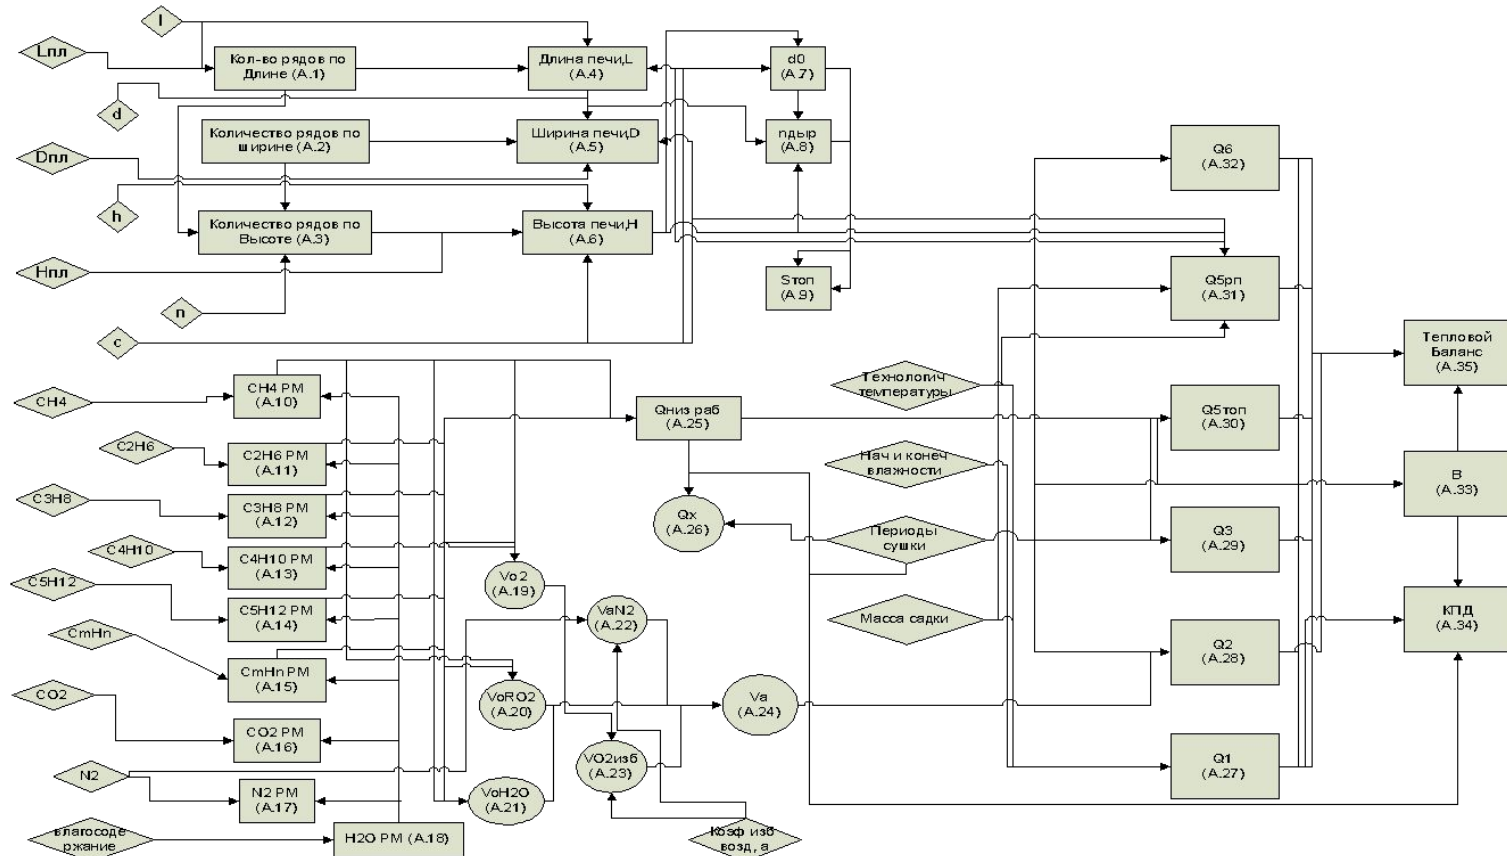 l
Lпл
Кол-во рядов по
Длине (А.1)
Длина печи,L
(А.4)
d0
(А.7)
d
Количество рядов по
ширине (А.2)
Ширина печи,D
(А.5)
nдыр
(А.8)
Dпл
h
Количество рядов по
Высоте (А.3)
Высота печи,Н
(А.6)
Нпл
Sтоп
(А.9)
n
c
Q6
(А.32)
Q5рп
(А.31)
Тепловой
Баланс
(А.35)
CH4
CH4 РМ
(А.10)
Qниз раб
(А.25)
Технологич
температуры
Q5топ
(А.30)
C2H6
C2H6 РМ
(А.11)
Нач и конеч
влажности
В
(А.33)
C3H8
C3H8 РМ
(А.12)
Qx
(А.26)
Периоды
сушки
Q3
(А.29)
C4H10
C4H10 РМ
(А.13)
Vo2
(А.19)
C5H12
C5H12 РМ
(А.14)
VaN2
(А.22)
Масса садки
КПД
(А.34)
CmHn
CmHn РМ
(А.15)
Q2
(А.28)
CO2
VoRO2
(А.20)
Va
(А.24)
CO2 РМ
(А.16)
VO2изб
(А.23)
Q1
(А.27)
N2
N2 РМ
(А.17)
VoH2O
(А.21)
влагосоде
ржание
H2O РМ (А.18)
Коэф изб
возд, a